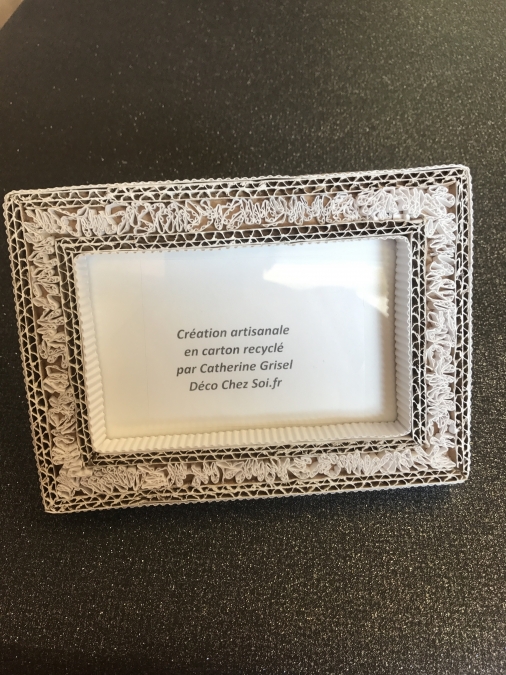 Création artisanale
en carton recyclé
par Catherine Grisel
Déco Chez Soi.fr